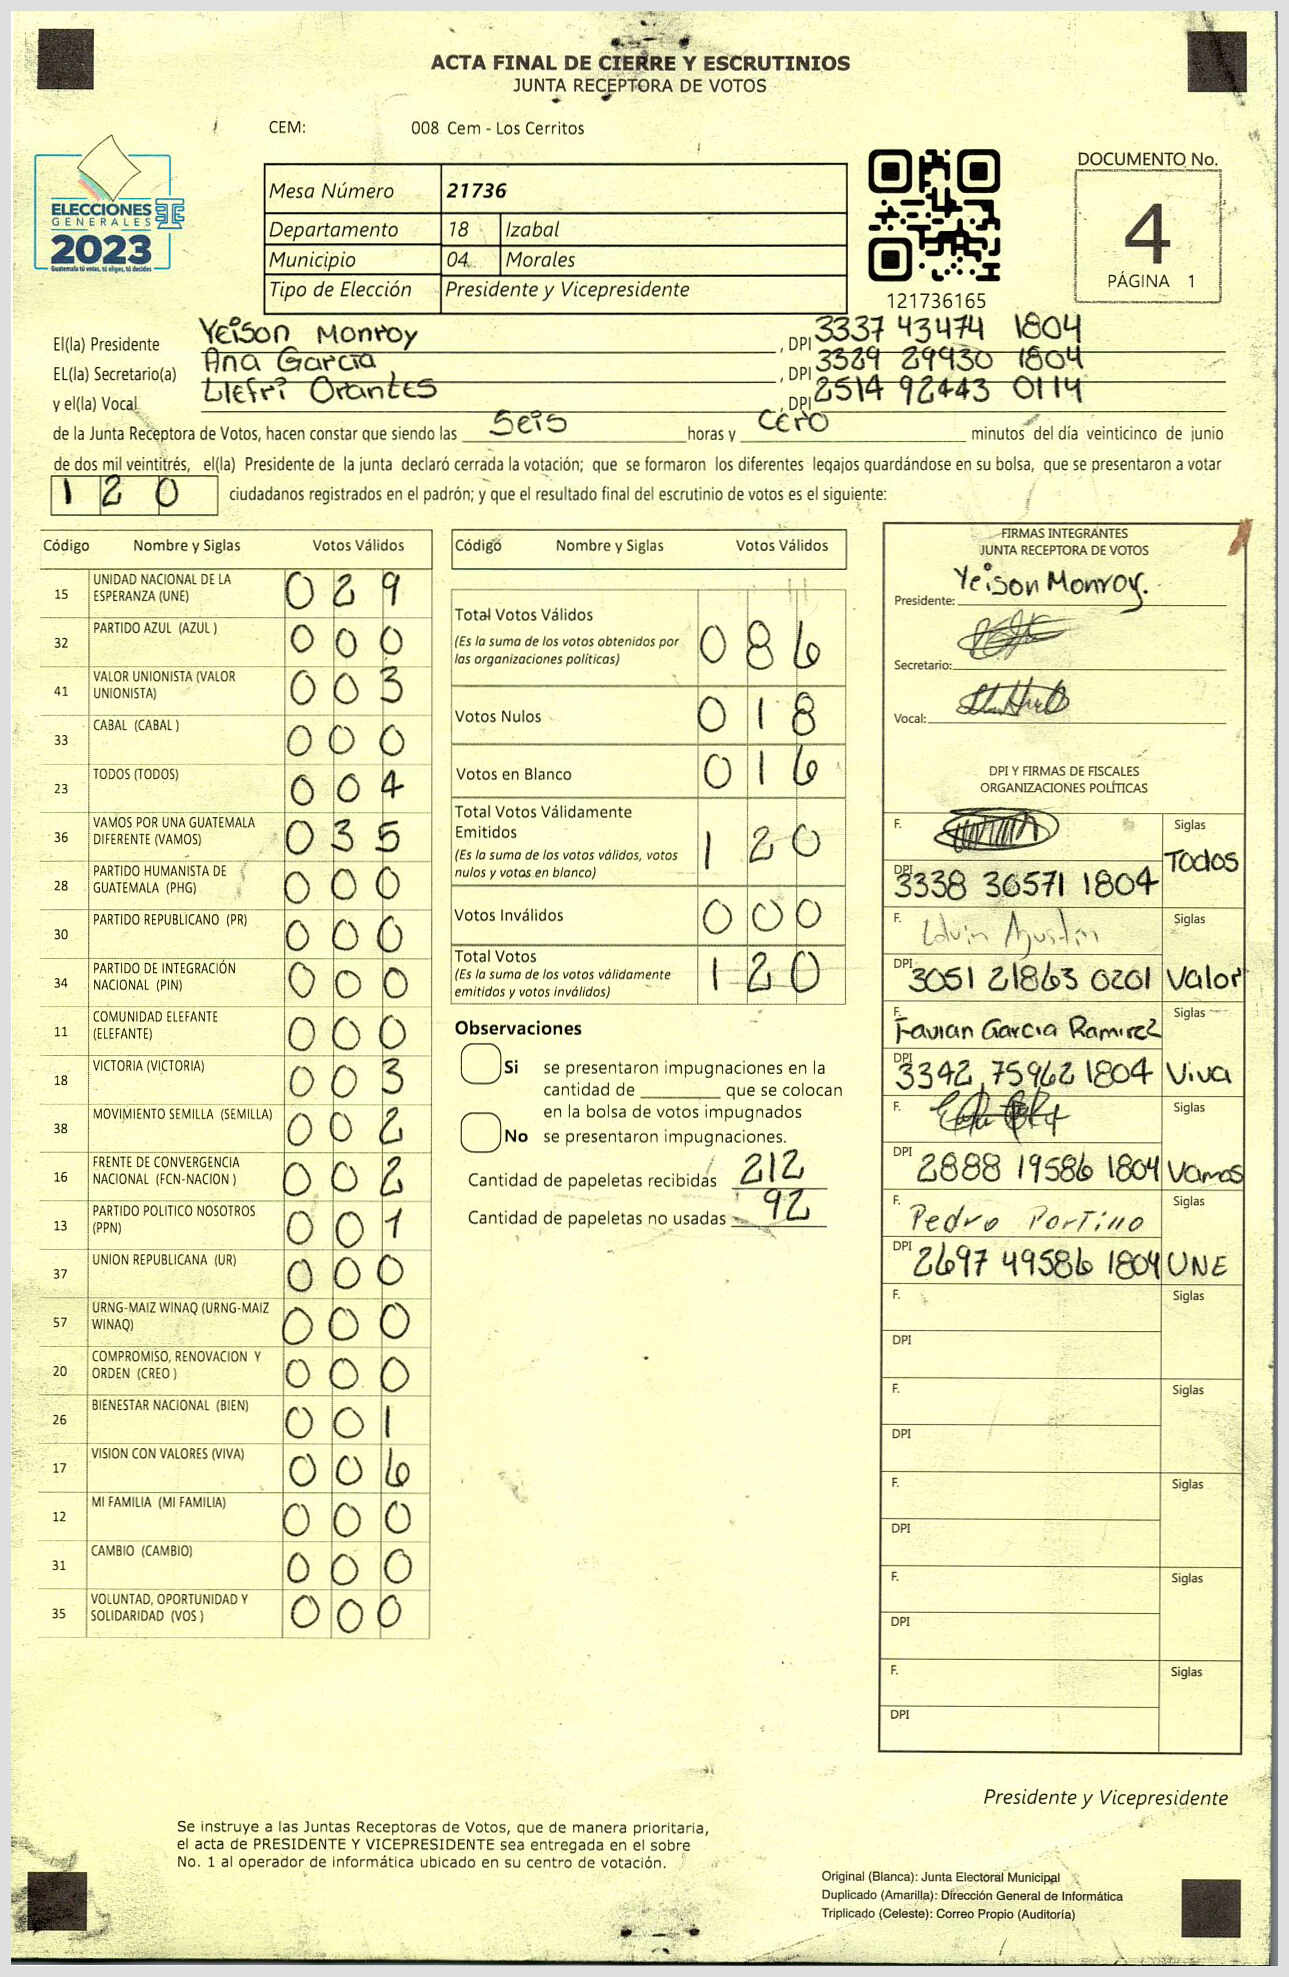 ACTA FINAL DE CIERRE Y ESCRUTINIOS
JUNTA RECEPTORA DE VOTOS
CEM: 008 Cem - Los Cerritos
ELECCIONES
GENERALES
2023
Guatemala tú votas, tú eliges, tú decides
Mesa Número 21736
Departamento 18 Izabal
Municipio 04 Morales
Tipo de Elección Presidente y Vicepresidente
121736165
DOCUMENTO No.
4
PÁGINA 1
El(la) Presidente Yeison Monroy, DPI 3337 43474 1804
EL(la) Secretario(a) Ana García, DPI 3329 29930 1804
y el(la) Vocal Llefri Orantes, DPI 2514 92443 0114
de la Junta Receptora de Votos, hacen constar que siendo las Seis horas y Cero minutos del día veinticinco de junio
de dos mil veintitrés, el(la) Presidente de la junta declaró cerrada la votación; que se formaron los diferentes legajos guardándose en su bolsa, que se presentaron a votar
120 ciudadanos registrados en el padrón; y que el resultado final del escrutinio de votos es el siguiente:
Código Nombre y Siglas Votos Válidos
15 UNIDAD NACIONAL DE LA ESPERANZA (UNE) 0 2 9
32 PARTIDO AZUL (AZUL ) 0 0 0
41 VALOR UNIONISTA (VALOR UNIONISTA) 0 0 3
33 CABAL (CABAL ) 0 0 0
23 TODOS (TODOS) 0 0 4
36 VAMOS POR UNA GUATEMALA DIFERENTE (VAMOS) 0 3 5
28 PARTIDO HUMANISTA DE GUATEMALA (PHG) 0 0 0
30 PARTIDO REPUBLICANO (PR) 0 0 0
34 PARTIDO DE INTEGRACIÓN NACIONAL (PIN) 0 0 0
11 COMUNIDAD ELEFANTE (ELEFANTE) 0 0 0
18 VICTORIA (VICTORIA) 0 0 3
38 MOVIMIENTO SEMILLA (SEMILLA) 0 0 2
16 FRENTE DE CONVERGENCIA NACIONAL (FCN-NACION ) 0 0 2
13 PARTIDO POLITICO NOSOTROS (PPN) 0 0 1
37 UNION REPUBLICANA (UR) 0 0 0
57 URNG-MAIZ WINAQ (URNG-MAIZ WINAQ) 0 0 0
20 COMPROMISO, RENOVACION Y ORDEN (CREO ) 0 0 0
26 BIENESTAR NACIONAL (BIEN) 0 0 1
17 VISION CON VALORES (VIVA) 0 0 6
12 MI FAMILIA (MI FAMILIA) 0 0 0
31 CAMBIO (CAMBIO) 0 0 0
35 VOLUNTAD, OPORTUNIDAD Y SOLIDARIDAD (VOS ) 0 0 0
Código Nombre y Siglas Votos Válidos
Total Votos Válidos 0 8 6
(Es la suma de los votos obtenidos por
las organizaciones políticas)
Votos Nulos 0 1 8
Votos en Blanco 0 1 6
Total Votos Válidamente
Emitidos 1 2 0
(Es la suma de los votos válidos, votos
nulos y votos en blanco)
Votos Inválidos 0 0 0
Total Votos 1 2 0
(Es la suma de los votos válidamente
emitidos y votos inválidos)
Observaciones
Si se presentaron impugnaciones en la
cantidad de ________ que se colocan
en la bolsa de votos impugnados
No se presentaron impugnaciones.
Cantidad de papeletas recibidas 212
Cantidad de papeletas no usadas 92
FIRMAS INTEGRANTES
JUNTA RECEPTORA DE VOTOS
Presidente: Yeison Monroy.
Secretario:
Vocal:
DPI Y FIRMAS DE FISCALES
ORGANIZACIONES POLÍTICAS
F. Siglas
DPI 3338 36571 1804 Todos
F. Edvin Agustín Siglas
DPI 3051 21863 0201 Valor
F. Favian Garcia Ramirez Siglas
DPI 3342 75962 1804 Viva
F. Siglas
DPI 2888 19586 1804 Vamos
F. Pedro Portillo Siglas
DPI 2697 49586 1804 UNE
F. Siglas
DPI
F. Siglas
DPI
F. Siglas
DPI
F. Siglas
DPI
F. Siglas
DPI
Presidente y Vicepresidente
Se instruye a las Juntas Receptoras de Votos, que de manera prioritaria,
el acta de PRESIDENTE Y VICEPRESIDENTE sea entregada en el sobre
No. 1 al operador de informática ubicado en su centro de votación.
Original (Blanca): Junta Electoral Municipal
Duplicado (Amarilla): Dirección General de Informática
Triplicado (Celeste): Correo Propio (Auditoría)